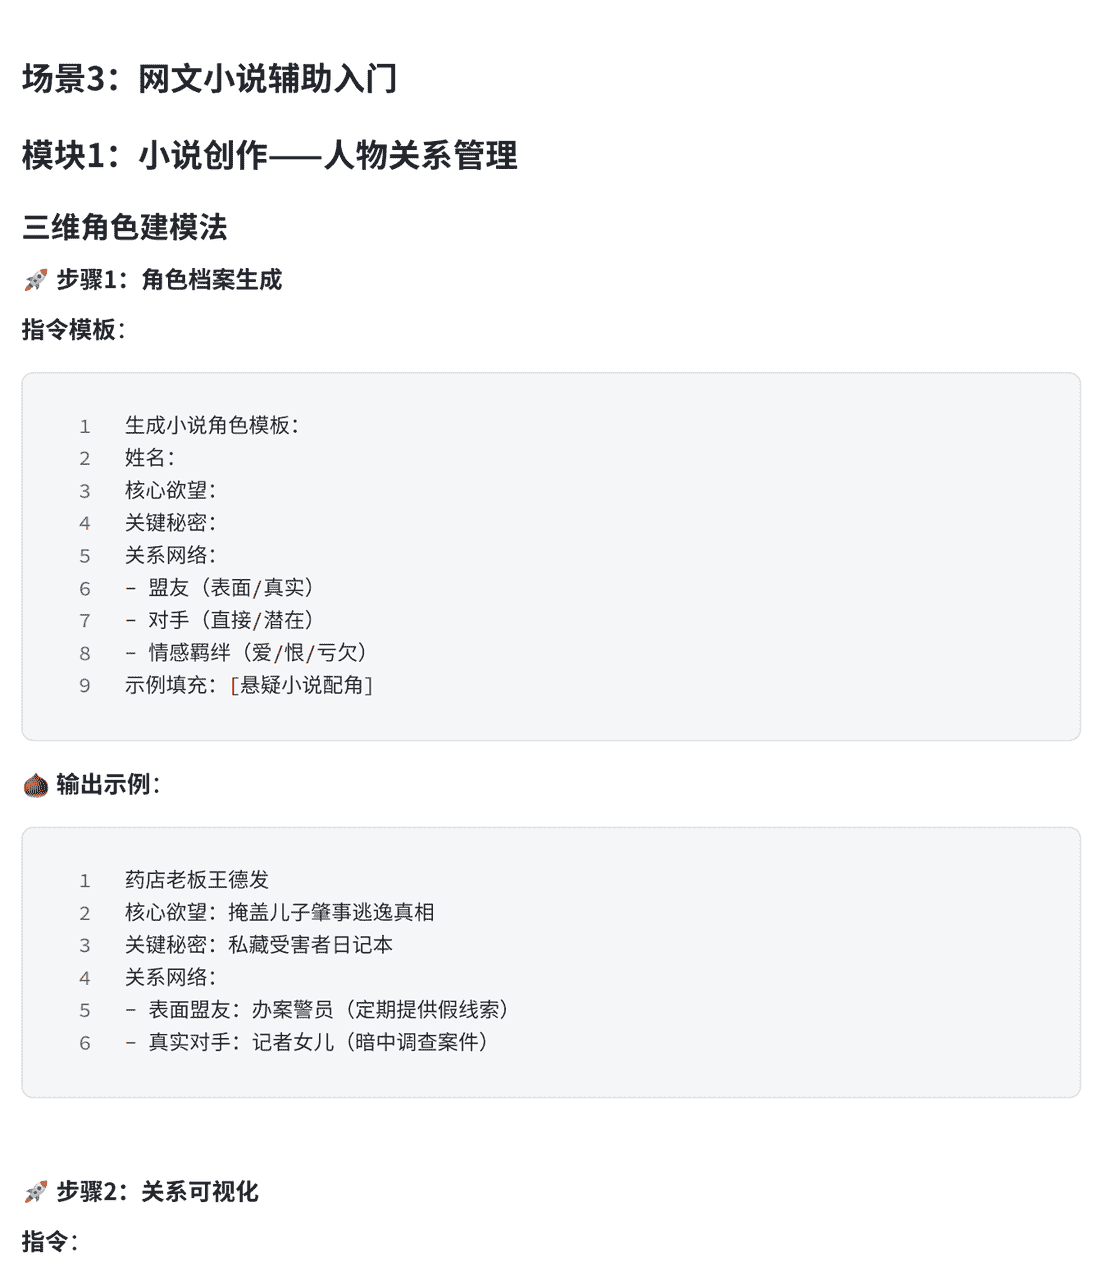 场景3：网文小说辅助入门
模块1：小说创作——人物关系管理
三维角色建模法
🚀 步骤1：角色档案生成
指令模板：
1 生成小说角色模板：
2 姓名：
3 核心欲望：
4 关键秘密：
5 关系网络：
6 - 盟友（表面/真实）
7 - 对手（直接/潜在）
8 - 情感羁绊（爱/恨/亏欠）
9 示例填充：[悬疑小说配角]
🌰 输出示例：
1 药店老板王德发
2 核心欲望：掩盖儿子肇事逃逸真相
3 关键秘密：私藏受害者日记本
4 关系网络：
5 - 表面盟友：办案警员（定期提供假线索）
6 - 真实对手：记者女儿（暗中调查案件）
🚀 步骤2：关系可视化
指令：